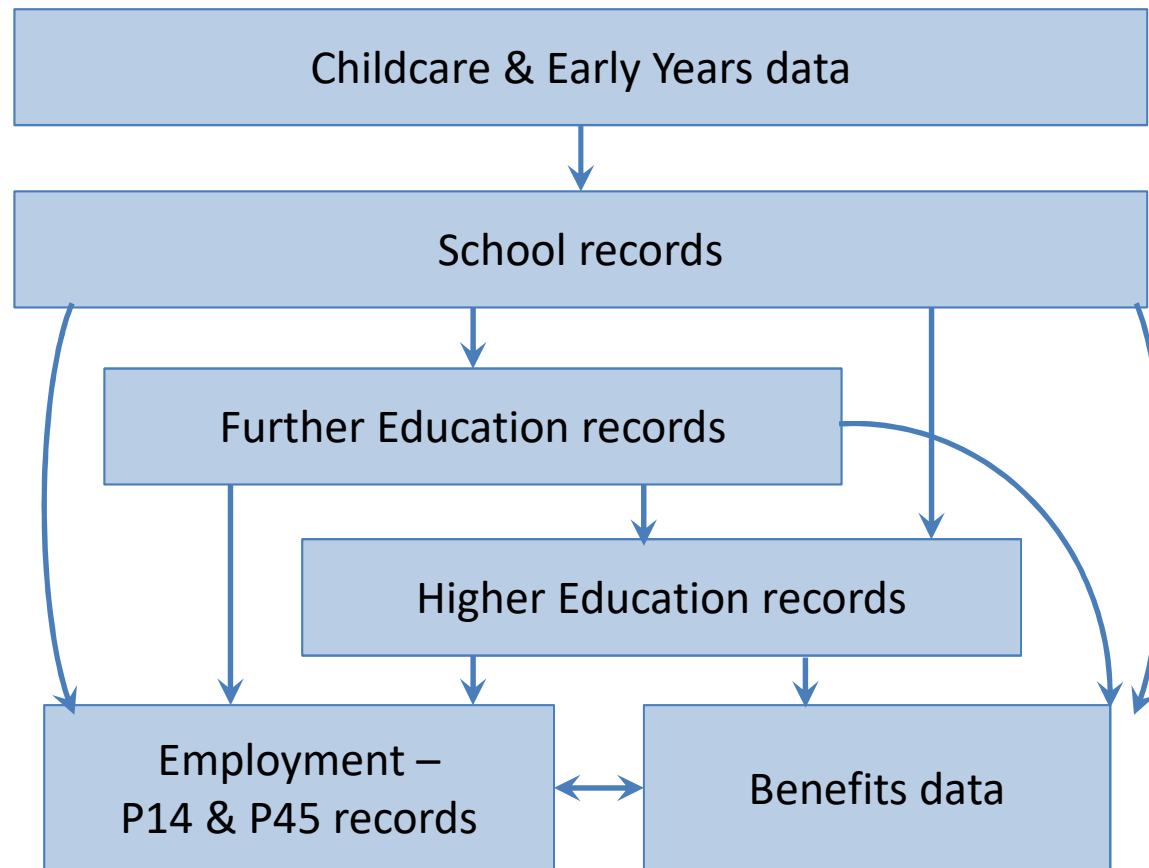 Childcare & Early Years data
School records
Further Education records
Higher Education records
Employment –
P14 & P45 records
Benefits data